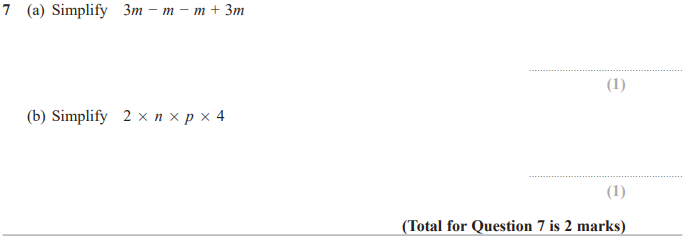 7 (a) Simplify 3m − m − m + 3m
(1)
(b) Simplify 2 × n × p × 4
(1)
(Total for Question 7 is 2 marks)